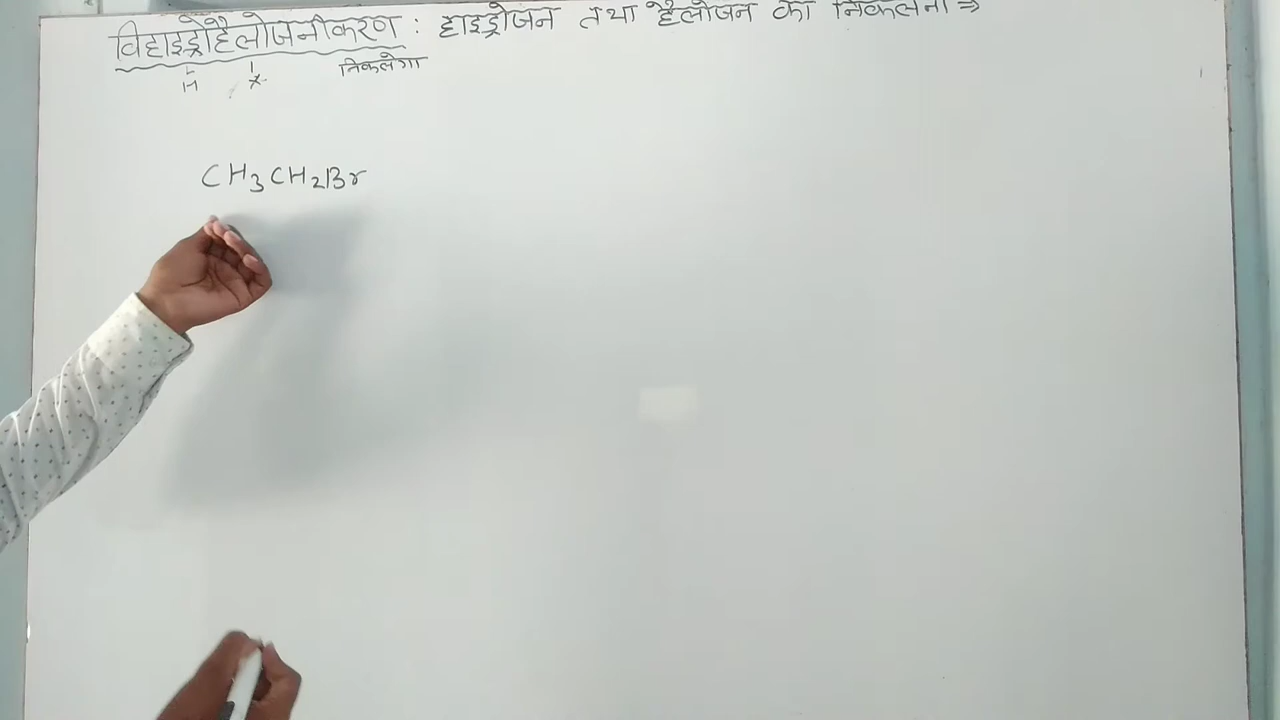 विहाइड्रोहैलोजनीकरण : हाइड्रोजन तथा हैलोजन का निकलना ⇒
H X निकलेगा
CH3CH2Br